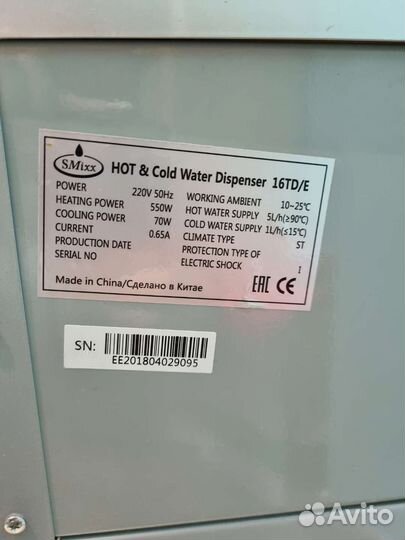 SMixx
HOT & Cold Water Dispenser 16TD/E
POWER 220V 50Hz
HEATING POWER 550W
COOLING POWER 70W
CURRENT 0.65A
PRODUCTION DATE
SERIAL NO
WORKING AMBIENT 10~25℃
HOT WATER SUPPLY 5L/h(≥90℃)
COLD WATER SUPPLY 1L/h(≤15℃)
CLIMATE TYPE ST
PROTECTION TYPE OF
ELECTRIC SHOCK I
Made in China/Сделано в Китае
EAC CE
SN:
EE201804029095
Avito